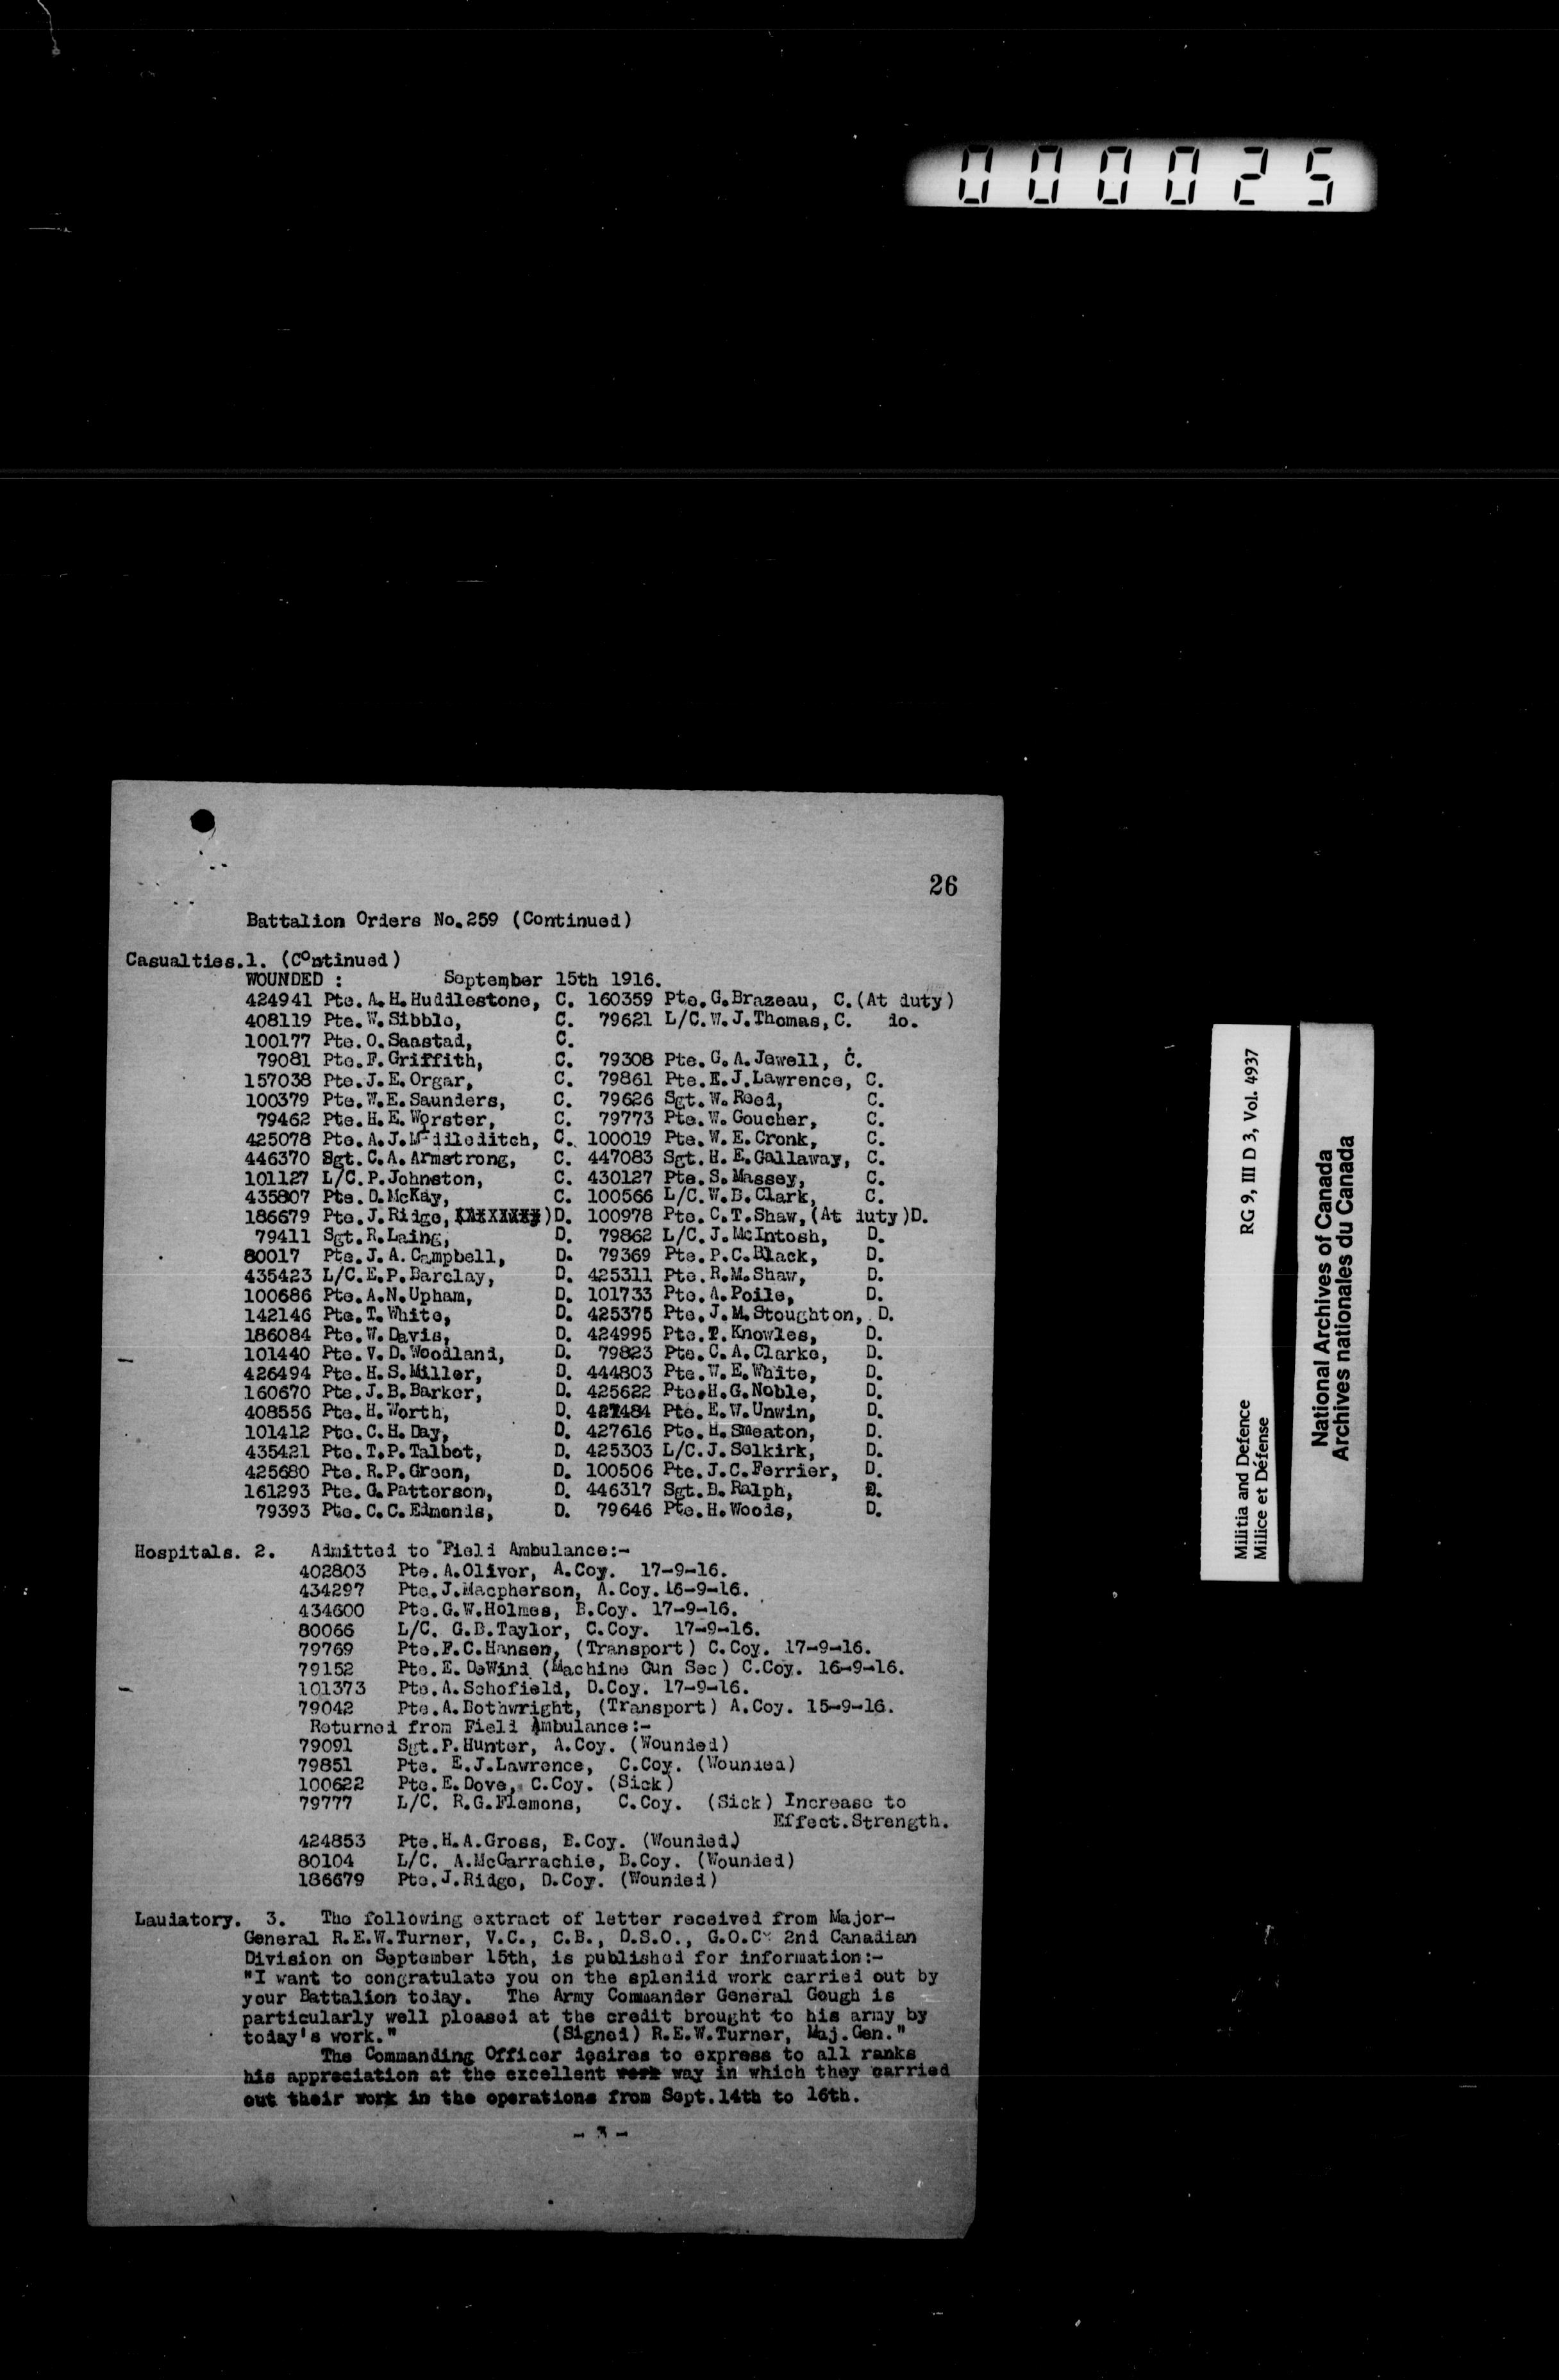 000025
26
Battalion Orders No.259 (Continued)
Casualties.1. (Continued)
WOUNDED : September 15th 1916.
424941 Pte. A.H. Huddlestone, C. 160359 Pte. G. Brazeau, C. (At duty)
408119 Pte. W. Sibble, C. 79621 L/C. W.J. Thomas, C. do.
100177 Pte. O. Saastad, C.
79081 Pte. F. Griffith, C. 79308 Pte. G.A. Jewell, C.
157038 Pte. J.E. Orgar, C. 79861 Pte. E.J. Lawrence, C.
100379 Pte. W.E. Saunders, C. 79626 Sgt. W. Reed, C.
79462 Pte. H.E. Worster, C. 79773 Pte. W. Goucher, C.
425078 Pte. A.J. Middleditch, C. 100019 Pte. W.E. Cronk, C.
446370 Sgt. C.A. Armstrong, C. 447083 Sgt. H.E. Gallaway, C.
101127 L/C. P. Johnston, C. 430127 Pte. S. Massey, C.
435807 Pte. D. McKay, C. 100566 L/C. W.B. Clark, C.
186679 Pte. J. Ridge, D. 100978 Pte. C.T. Shaw, (At duty) D.
79411 Sgt. R. Laing, D. 79862 L/C. J. McIntosh, D.
80017 Pte. J.A. Campbell, D. 79369 Pte. P.C. Black, D.
435423 L/C. E.P. Barclay, D. 425311 Pte. R.M. Shaw, D.
100686 Pte. A.N. Upham, D. 101733 Pte. A. Poile, D.
142146 Pte. T. White, D. 425375 Pte. J.M. Stoughton, D.
186084 Pte. W. Davis, D. 424995 Pte. T. Knowles, D.
101440 Pte. V.D. Woodland, D. 79823 Pte. C.A. Clarke, D.
426494 Pte. H.S. Miller, D. 444803 Pte. W.E. White, D.
160670 Pte. J.B. Barker, D. 425622 Pte. H.G. Noble, D.
408556 Pte. H. Worth, D. Pte. E.W. Unwin, D.
101412 Pte. C.H. Day, D. 427616 Pte. H. Smeaton, D.
435421 Pte. T.P. Talbot, D. 425303 L/C. J. Selkirk, D.
425680 Pte. R.P. Green, D. 100506 Pte. J.C. Ferrier, D.
161293 Pte. G. Patterson, D. 446317 Sgt. D. Ralph, D.
79393 Pte. C.C. Edmonds, D. 79646 Pte. H. Woods, D.
Hospitals. 2. Admitted to Field Ambulance:-
402803 Pte. A. Oliver, A. Coy. 17-9-16.
434297 Pte. J. Macpherson, A. Coy. 16-9-16.
434600 Pte. G.W. Holmes, B. Coy. 17-9-16.
80066 L/C. G.B. Taylor, C. Coy. 17-9-16.
79769 Pte. F.C. Hansen, (Transport) C. Coy. 17-9-16.
79152 Pte. E. DeWind (Machine Gun Sec) C. Coy. 16-9-16.
101373 Pte. A. Schofield, D. Coy. 17-9-16.
79042 Pte. A. Bothwright, (Transport) A. Coy. 15-9-16.
Returned from Field Ambulance:-
79091 Sgt. P. Hunter, A. Coy. (Wounded)
79851 Pte. E.J. Lawrence, C. Coy. (Wounded)
100622 Pte. E. Dove, C. Coy. (Sick)
79777 L/C. R.G. Flemons, C. Coy. (Sick) Increase to
Effect. Strength.
424853 Pte. H.A. Gross, B. Coy. (Wounded)
80104 L/C. A. McGarrachie, B. Coy. (Wounded)
186679 Pte. J. Ridge, D. Coy. (Wounded)
Laudatory. 3. The following extract of letter received from Major-
General R.E.W. Turner, V.C., C.B., D.S.O., G.O.C. 2nd Canadian
Division on September 15th, is published for information:-
"I want to congratulate you on the splendid work carried out by
your Battalion today. The Army Commander General Gough is
particularly well pleased at the credit brought to his army by
today's work." (Signed) R.E.W. Turner, Maj. Gen."
The Commanding Officer desires to express to all ranks
his appreciation at the excellent work way in which they carried
out their work in the operations from Sept. 14th to 16th.
- 3 -
Militia and Defence RG 9, III D 3, Vol. 4937
Milice et Défense
National Archives of Canada
Archives nationales du Canada